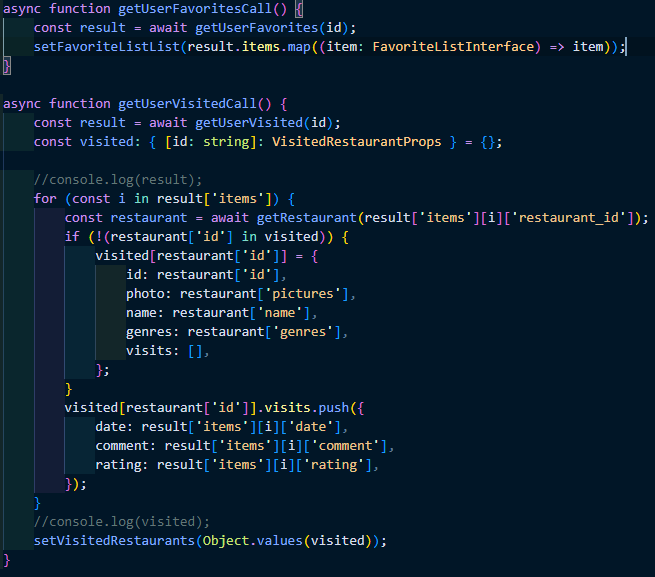 async function getUserFavoritesCall() {
    const result = await getUserFavorites(id);
    setFavoriteListList(result.items.map((item: FavoriteListInterface) => item));
}

async function getUserVisitedCall() {
    const result = await getUserVisited(id);
    const visited: { [id: string]: VisitedRestaurantProps } = {};

    //console.log(result);
    for (const i in result['items']) {
        const restaurant = await getRestaurant(result['items'][i]['restaurant_id']);
        if (!(restaurant['id'] in visited)) {
            visited[restaurant['id']] = {
                id: restaurant['id'],
                photo: restaurant['pictures'],
                name: restaurant['name'],
                genres: restaurant['genres'],
                visits: [],
            };
        }
        visited[restaurant['id']].visits.push({
            date: result['items'][i]['date'],
            comment: result['items'][i]['comment'],
            rating: result['items'][i]['rating'],
        });
    }
    //console.log(visited);
    setVisitedRestaurants(Object.values(visited));
}